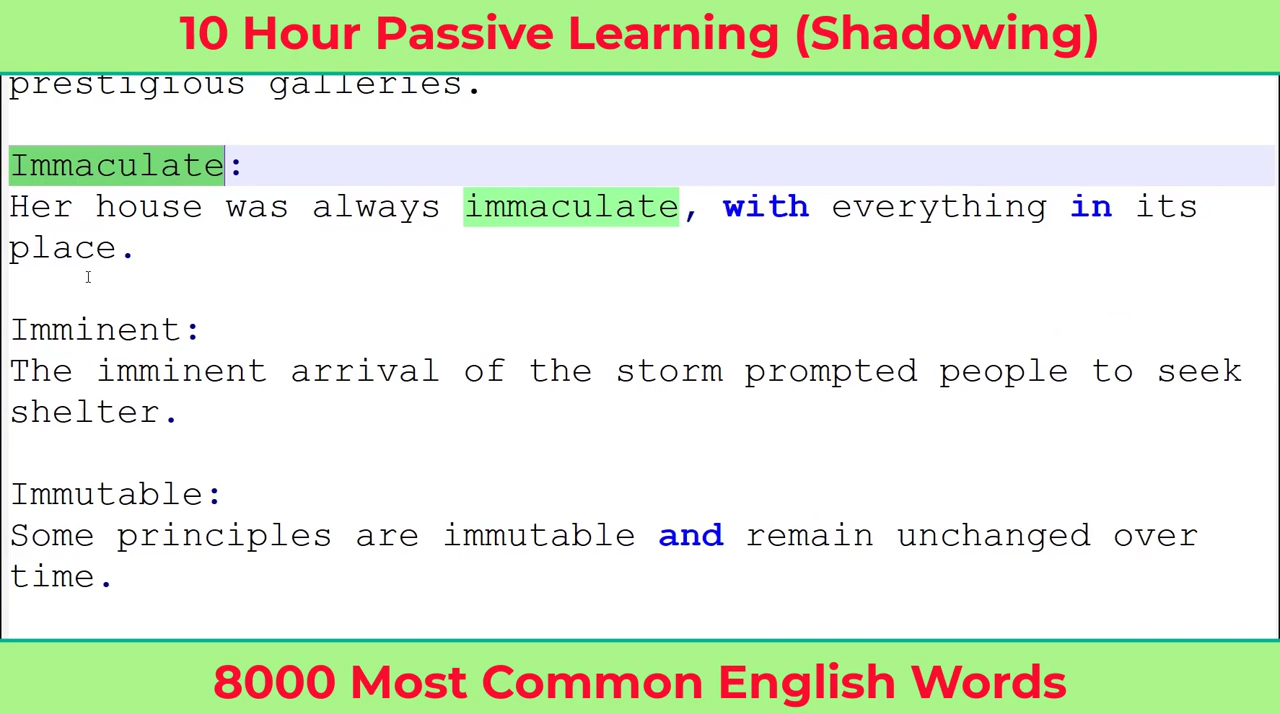 10 Hour Passive Learning (Shadowing)
prestigious galleries.
Immaculate:
Her house was always immaculate, with everything in its
place.
Imminent:
The imminent arrival of the storm prompted people to seek
shelter.
Immutable:
Some principles are immutable and remain unchanged over
time.
8000 Most Common English Words